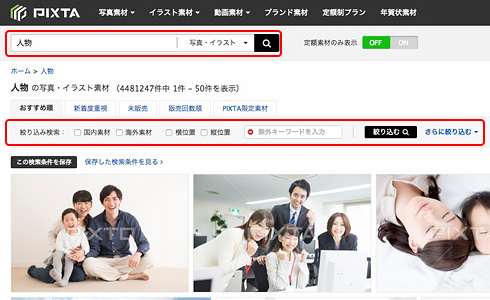 PIXTA 写真素材 イラスト素材 動画素材 ブランド素材 定額制プラン 年賀状素材
人物 写真・イラスト 定額素材のみ表示 OFF ON
ホーム > 人物
人物 の写真・イラスト素材 (4481247件中 1件 − 50件を表示)
おすすめ順 新着度重視 未販売 販売回数順 PIXTA限定素材
絞り込み検索： 国内素材 海外素材 横位置 縦位置 除外キーワードを入力 絞り込む さらに絞り込む
この検索条件を保存 保存した検索条件を見る ›
PIXTA
PIXTA
PIXTA